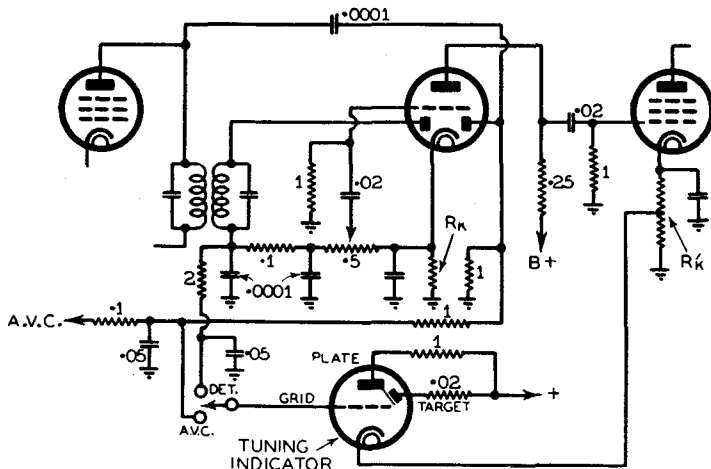 .0001
.02
1
.02
.25
1
B+
Rk
R'k
.1
.5
2
.0001
1
A.V.C.
.1
1
.05
.05
PLATE
1
.02
+
TARGET
DET.
GRID
A.V.C.
TUNING
INDICATOR